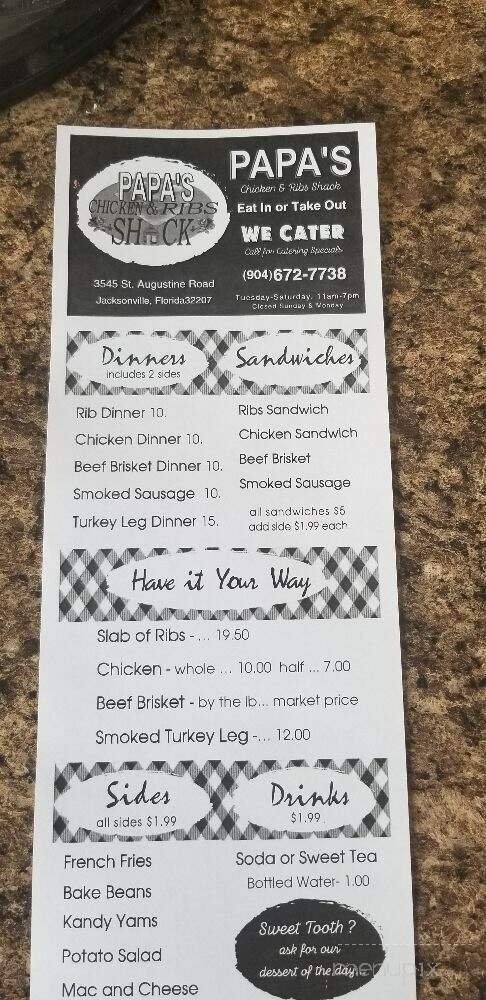 PAPA'S
CHICKEN & RIBS
SHACK
3545 St. Augustine Road
Jacksonville, Florida32207
PAPA'S
Chicken & Ribs Shack
Eat In or Take Out
WE CATER
Call for Catering Specials
(904)672-7738
Tuesday-Saturday, 11am-7pm
Closed Sunday & Monday
Dinners
includes 2 sides
Rib Dinner 10.
Chicken Dinner 10.
Beef Brisket Dinner 10.
Smoked Sausage 10.
Turkey Leg Dinner 15.
Sandwiches
Ribs Sandwich
Chicken Sandwich
Beef Brisket
Smoked Sausage
all sandwiches $5
add side $1.99 each
Have it Your Way
Slab of Ribs -... 19.50
Chicken - whole ... 10.00 half ... 7.00
Beef Brisket - by the lb... market price
Smoked Turkey Leg -... 12.00
Sides
all sides $1.99
French Fries
Bake Beans
Kandy Yams
Potato Salad
Mac and Cheese
Drinks
$1.99
Soda or Sweet Tea
Bottled Water- 1.00
Sweet Tooth ?
ask for our
dessert of the day.
menupix